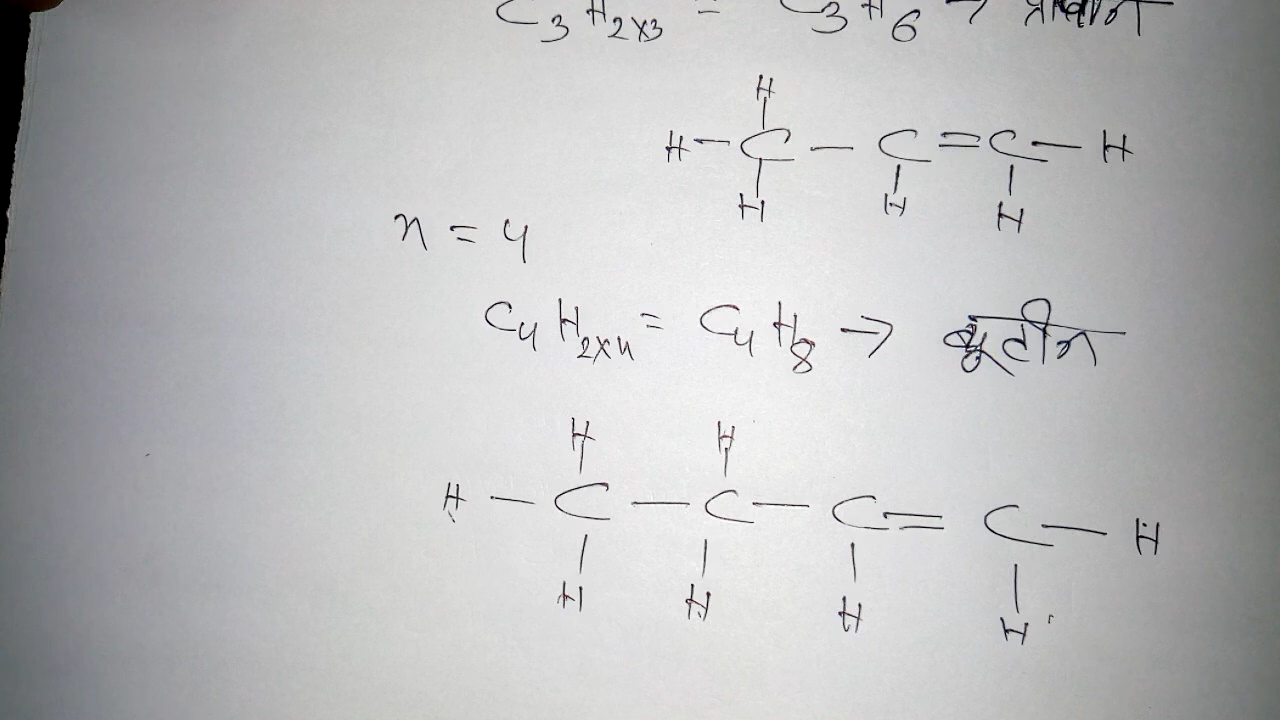 C₃H₂ₓ₃ = C₃H₆ → प्रोपीन
H H–C–C=C–H H H H
n = 4
C₄H₂ₓ₄ = C₄H₈ → ब्यूटीन
H H
H – C – C – C = C – H
H H H H